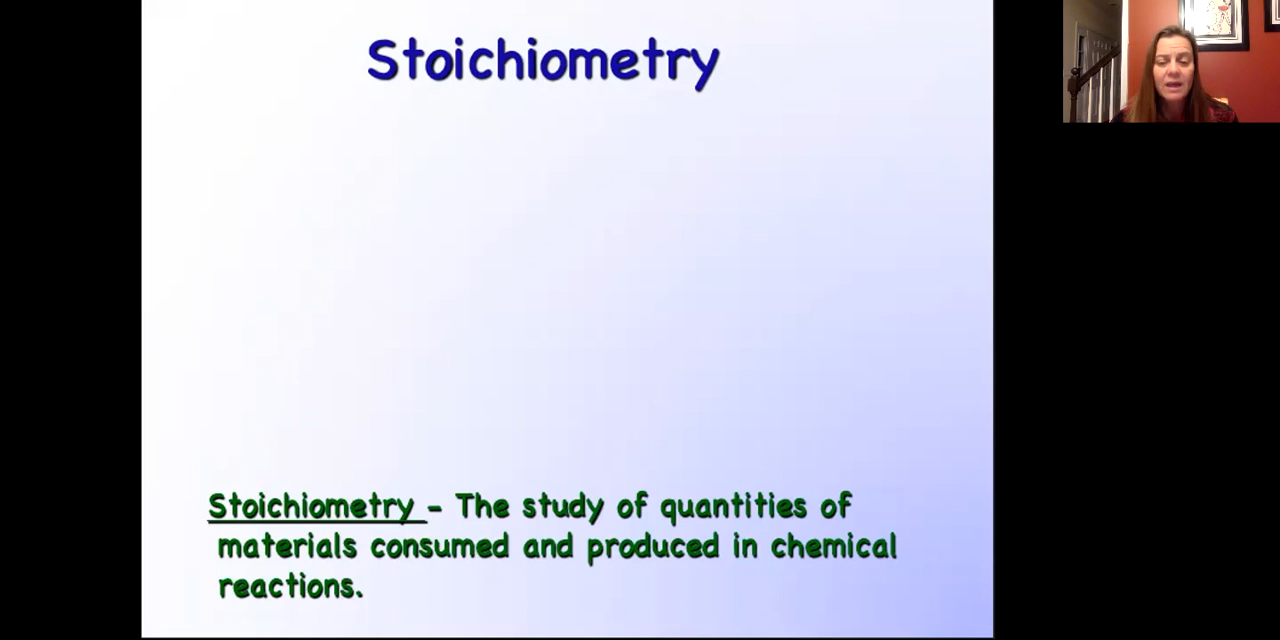 Stoichiometry
Stoichiometry - The study of quantities of
materials consumed and produced in chemical
reactions.